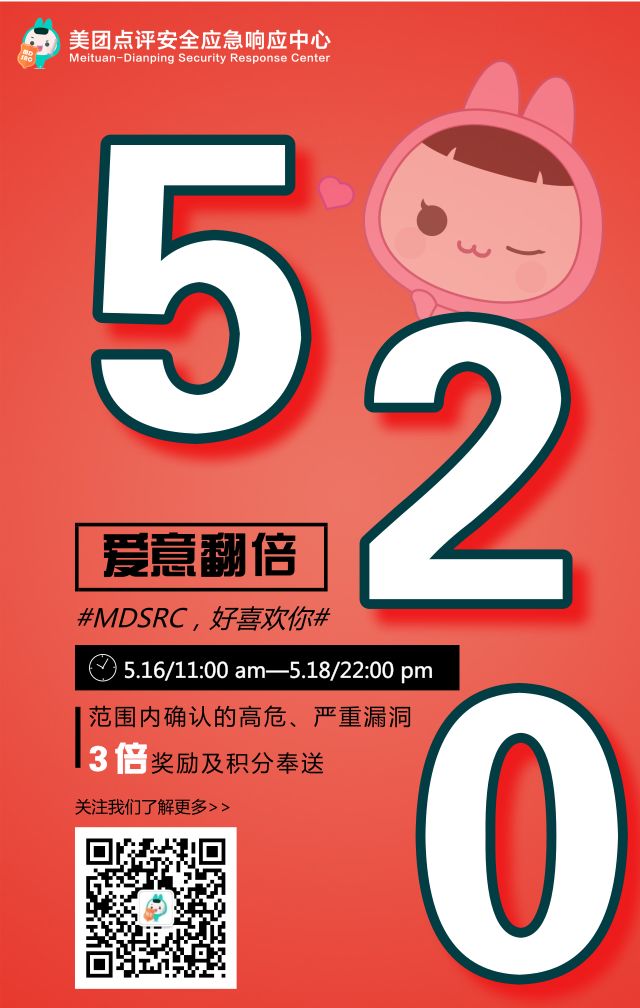 美团点评安全应急响应中心
Meituan-Dianping Security Response Center
5
2
0
爱意翻倍
#MDSRC，好喜欢你#
5.16/11:00 am—5.18/22:00 pm
范围内确认的高危、严重漏洞
3倍奖励及积分奉送
关注我们了解更多>>